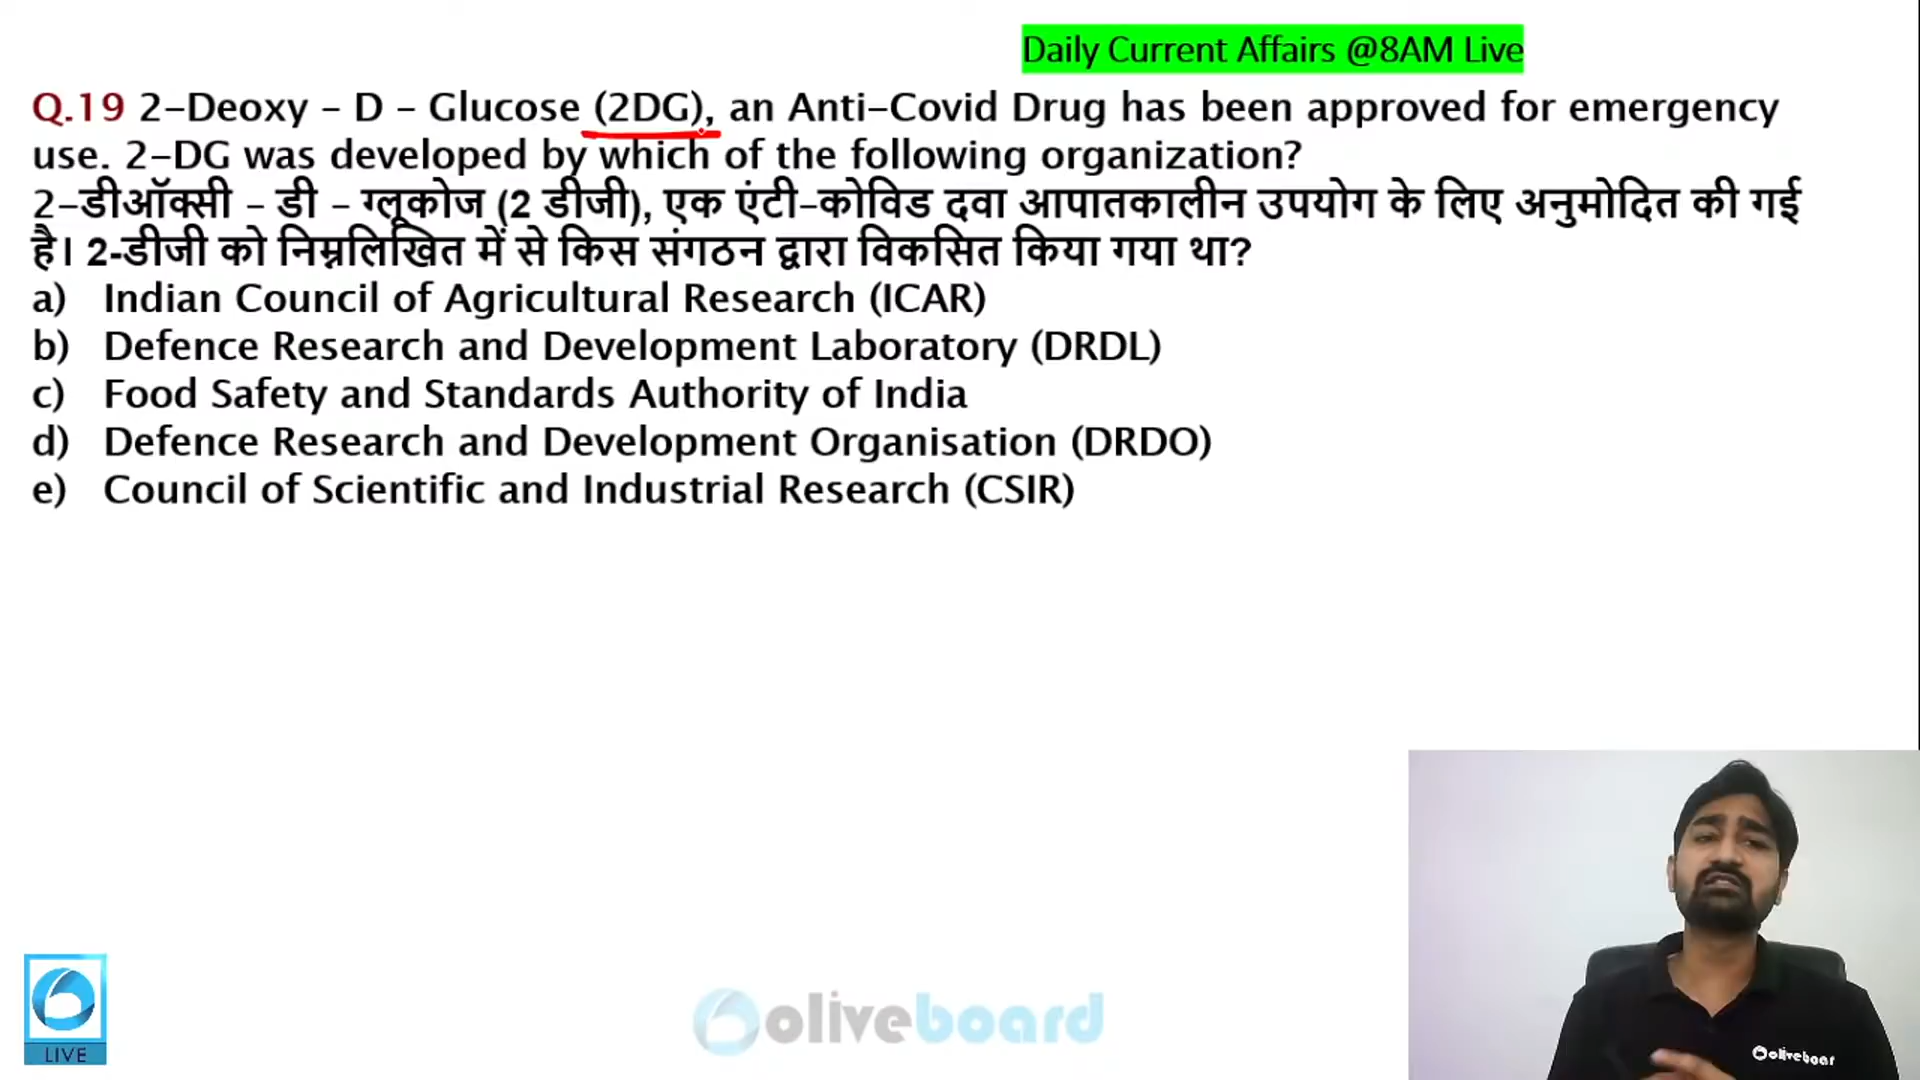 Daily Current Affairs @8AM Live
Q.19 2-Deoxy - D - Glucose (2DG), an Anti-Covid Drug has been approved for emergency
use. 2-DG was developed by which of the following organization?
2-डीऑक्सी - डी - ग्लूकोज (2 डीजी), एक एंटी-कोविड दवा आपातकालीन उपयोग के लिए अनुमोदित की गई
है। 2-डीजी को निम्नलिखित में से किस संगठन द्वारा विकसित किया गया था?
a) Indian Council of Agricultural Research (ICAR)
b) Defence Research and Development Laboratory (DRDL)
c) Food Safety and Standards Authority of India
d) Defence Research and Development Organisation (DRDO)
e) Council of Scientific and Industrial Research (CSIR)
LIVE
oliveboard
oliveboar